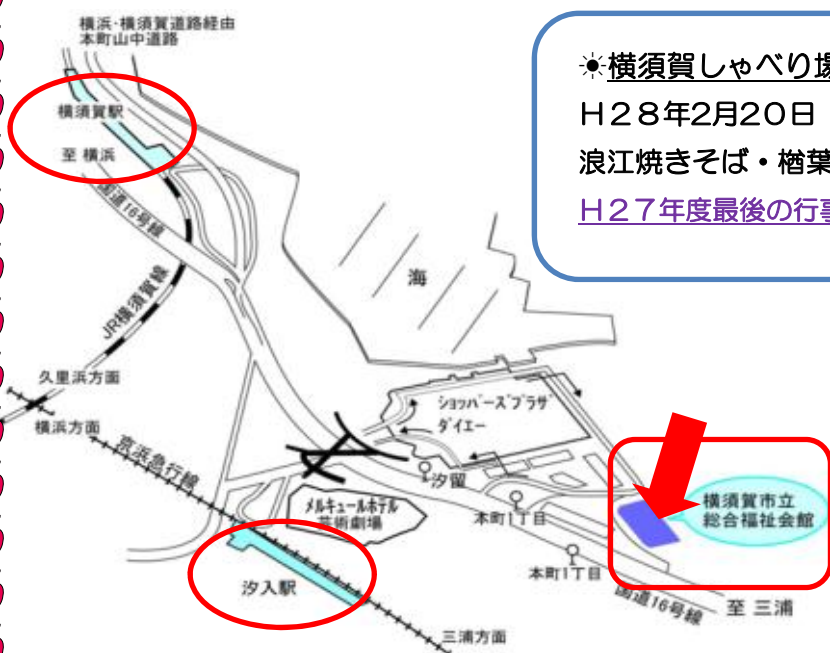 横浜・横須賀道路経由
本町山中道路
横須賀駅
至 横浜
国道16号線
JR横須賀線
久里浜方面
横浜方面
京浜急行線
海
ショッパーズプラザ
ダイエー
汐留
メルキュールホテル
芸術劇場
本町1丁目
本町1丁目
汐入駅
三浦方面
国道16号線
至 三浦
横須賀市立
総合福祉会館
☀横須賀しゃべり場
H28年2月20日
浪江焼きそば・楢葉
H27年度最後の行事